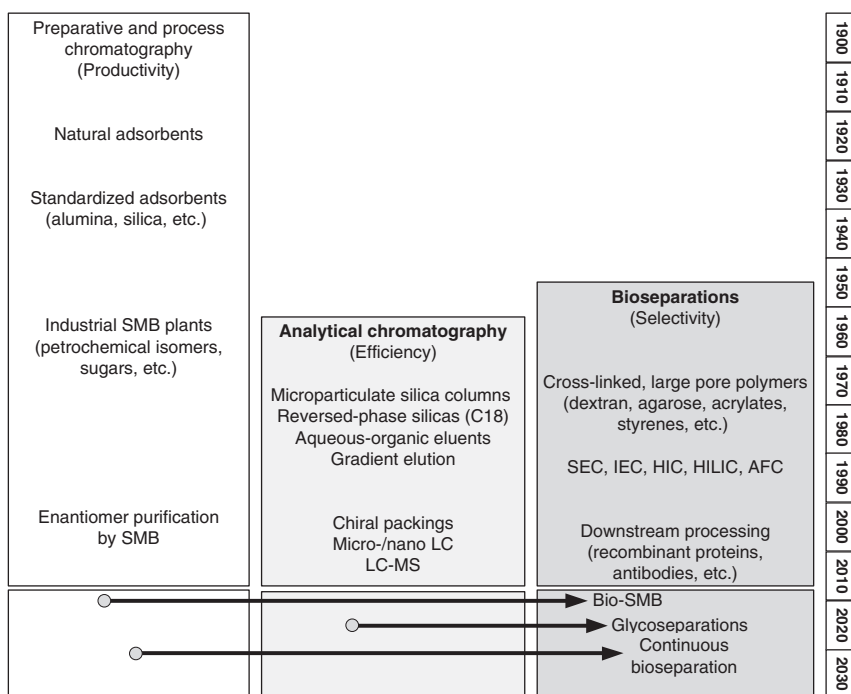 Preparative and process
chromatography
(Productivity)
Natural adsorbents
Standardized adsorbents
(alumina, silica, etc.)
Industrial SMB plants
(petrochemical isomers,
sugars, etc.)
Enantiomer purification
by SMB
Analytical chromatography
(Efficiency)
Microparticulate silica columns
Reversed-phase silicas (C18)
Aqueous-organic eluents
Gradient elution
Chiral packings
Micro-/nano LC
LC-MS
Bioseparations
(Selectivity)
Cross-linked, large pore polymers
(dextran, agarose, acrylates,
styrenes, etc.)
SEC, IEC, HIC, HILIC, AFC
Downstream processing
(recombinant proteins,
antibodies, etc.)
Bio-SMB
Glycoseparations
Continuous
bioseparation
1900
1910
1920
1930
1940
1950
1960
1970
1980
1990
2000
2010
2020
2030